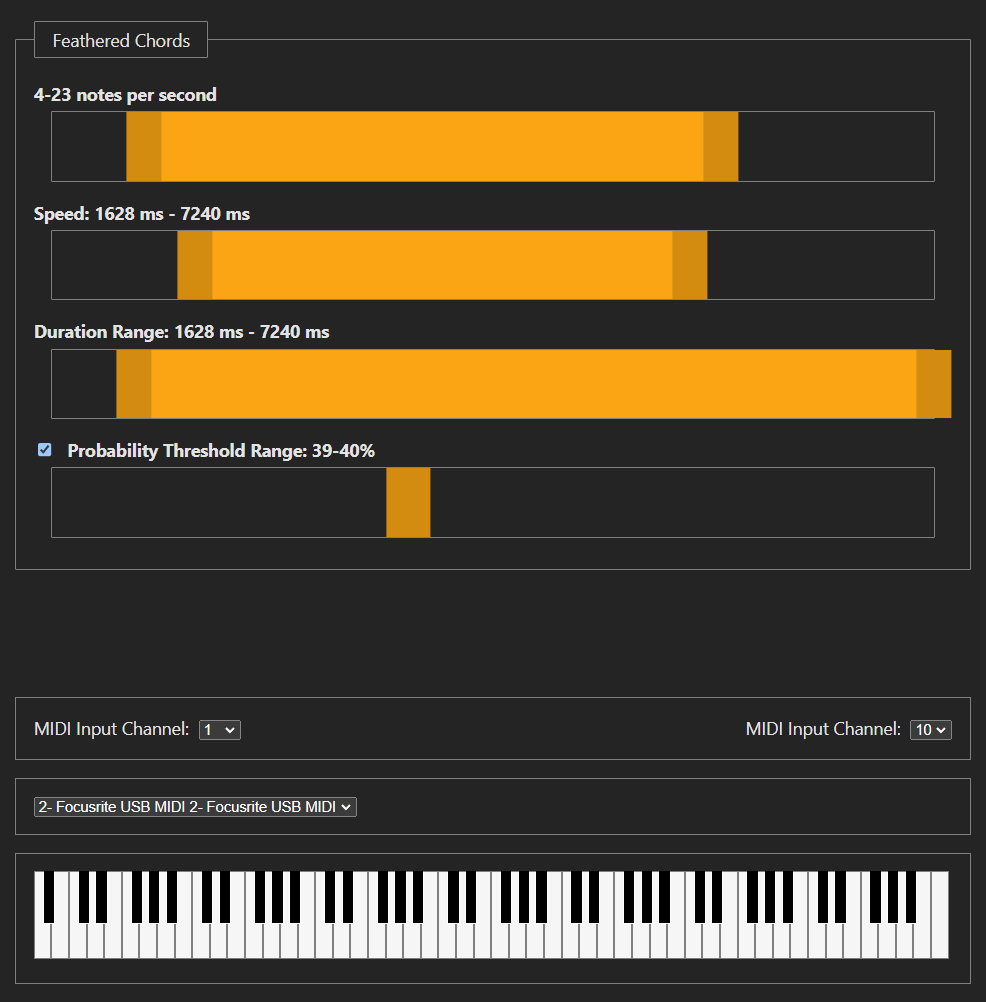 Feathered Chords
4-23 notes per second
Speed: 1628 ms - 7240 ms
Duration Range: 1628 ms - 7240 ms
Probability Threshold Range: 39-40%
MIDI Input Channel: 1 MIDI Input Channel: 10
2- Focusrite USB MIDI 2- Focusrite USB MIDI